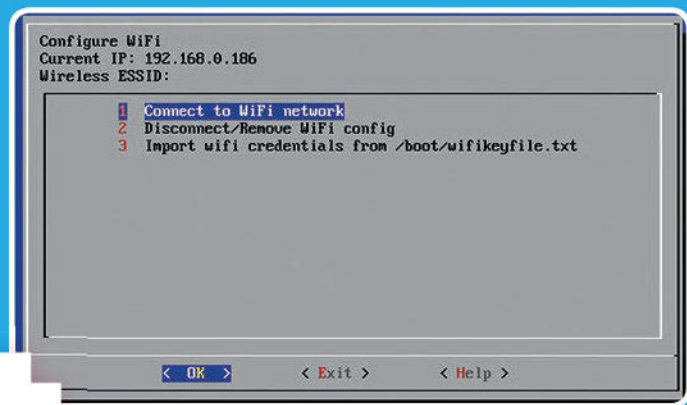 Configure WiFi
Current IP: 192.168.0.186
Wireless ESSID:
1 Connect to WiFi network
2 Disconnect/Remove WiFi config
3 Import wifi credentials from /boot/wifikeyfile.txt
< OK > < Exit > < Help >